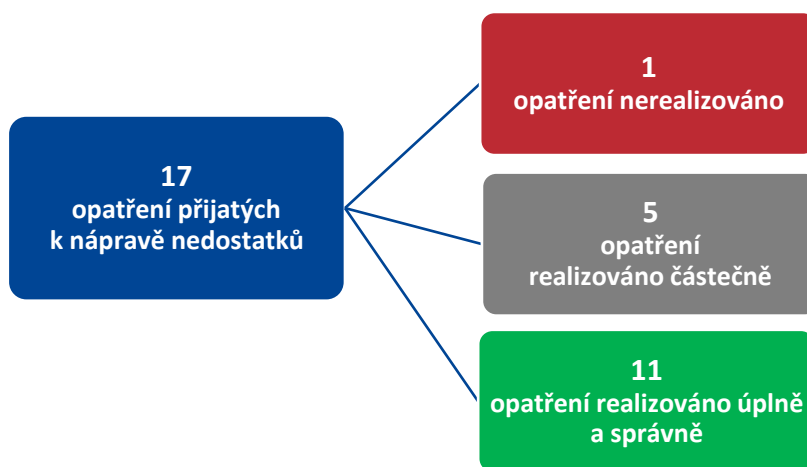 17
opatření přijatých
k nápravě nedostatků
1
opatření nerealizováno
5
opatření
realizováno částečně
11
opatření realizováno úplně
a správně